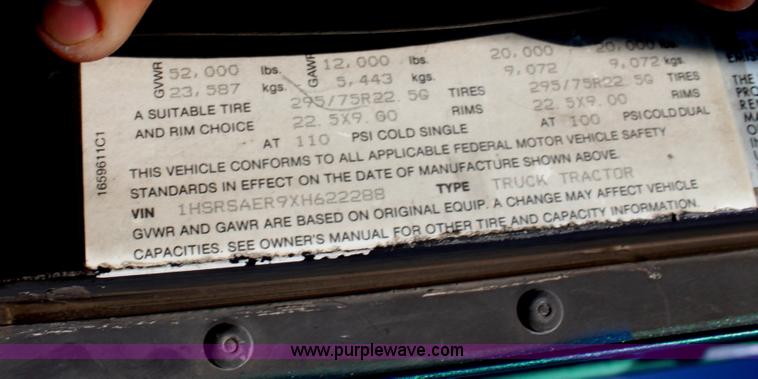 GVWR 52,000 lbs. GAWR 12,000 lbs. 20,000 20,000
23,587 kgs. 5,443 kgs. 9,072 9,072 kgs.
A SUITABLE TIRE 295/75R22.5G TIRES 295/75R22.5G TIRES
AND RIM CHOICE 22.5X9.00 RIMS 22.5X9.00 RIMS
AT 110 PSI COLD SINGLE AT 100 PSI COLD DUAL
THIS VEHICLE CONFORMS TO ALL APPLICABLE FEDERAL MOTOR VEHICLE SAFETY
STANDARDS IN EFFECT ON THE DATE OF MANUFACTURE SHOWN ABOVE.
VIN 1HSRSAER9XH622288 TYPE TRUCK TRACTOR
GVWR AND GAWR ARE BASED ON ORIGINAL EQUIP. A CHANGE MAY AFFECT VEHICLE
CAPACITIES. SEE OWNER'S MANUAL FOR OTHER TIRE AND CAPACITY INFORMATION.
1659611C1
THE
www.purplewave.com